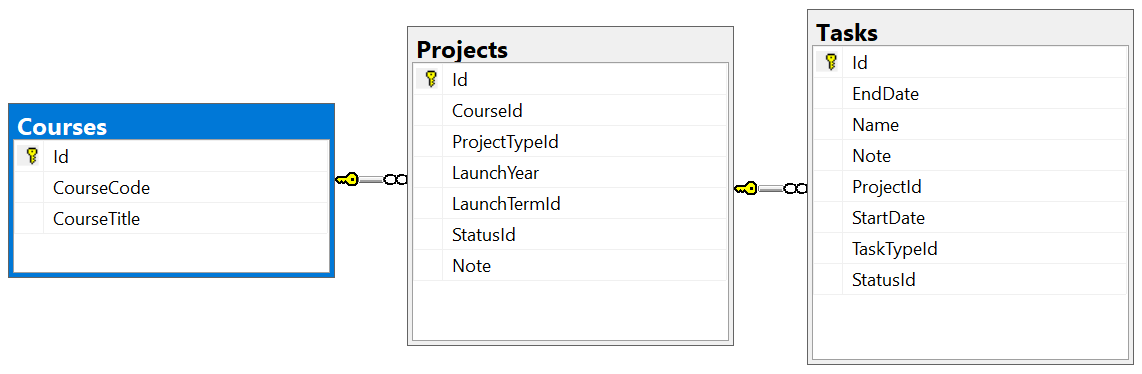 Courses
Id
CourseCode
CourseTitle
Projects
Id
CourseId
ProjectTypeId
LaunchYear
LaunchTermId
StatusId
Note
Tasks
Id
EndDate
Name
Note
ProjectId
StartDate
TaskTypeId
StatusId